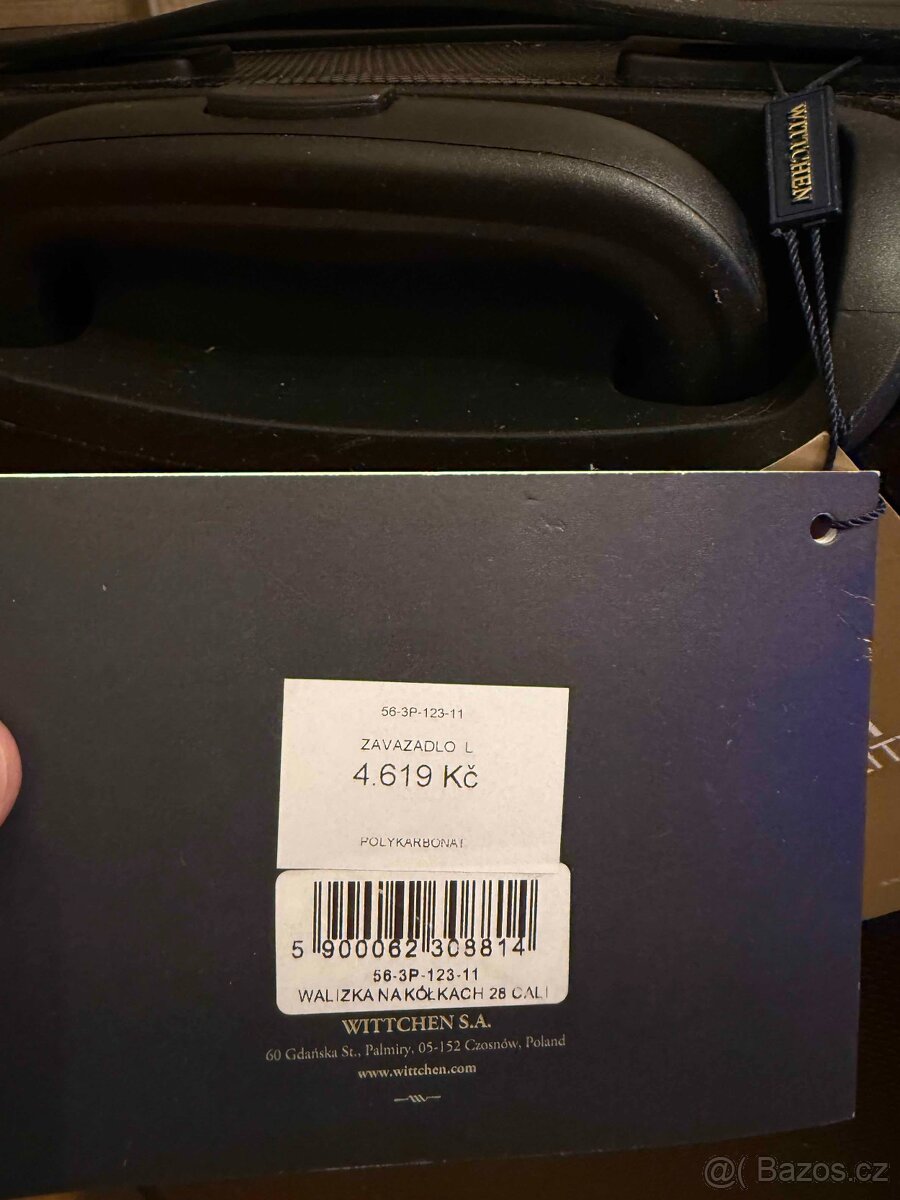 WITTCHEN
56-3P-123-11
ZAVAZADLO L
4.619 Kč
POLYKARBONAT
5 900062 308814
56-3P-123-11
WALIZKA NA KÓŁKACH 28 CALI
WITTCHEN S.A.
60 Gdańska St., Palmiry, 05-152 Czosnów, Poland
www.wittchen.com
@( Bazos.cz